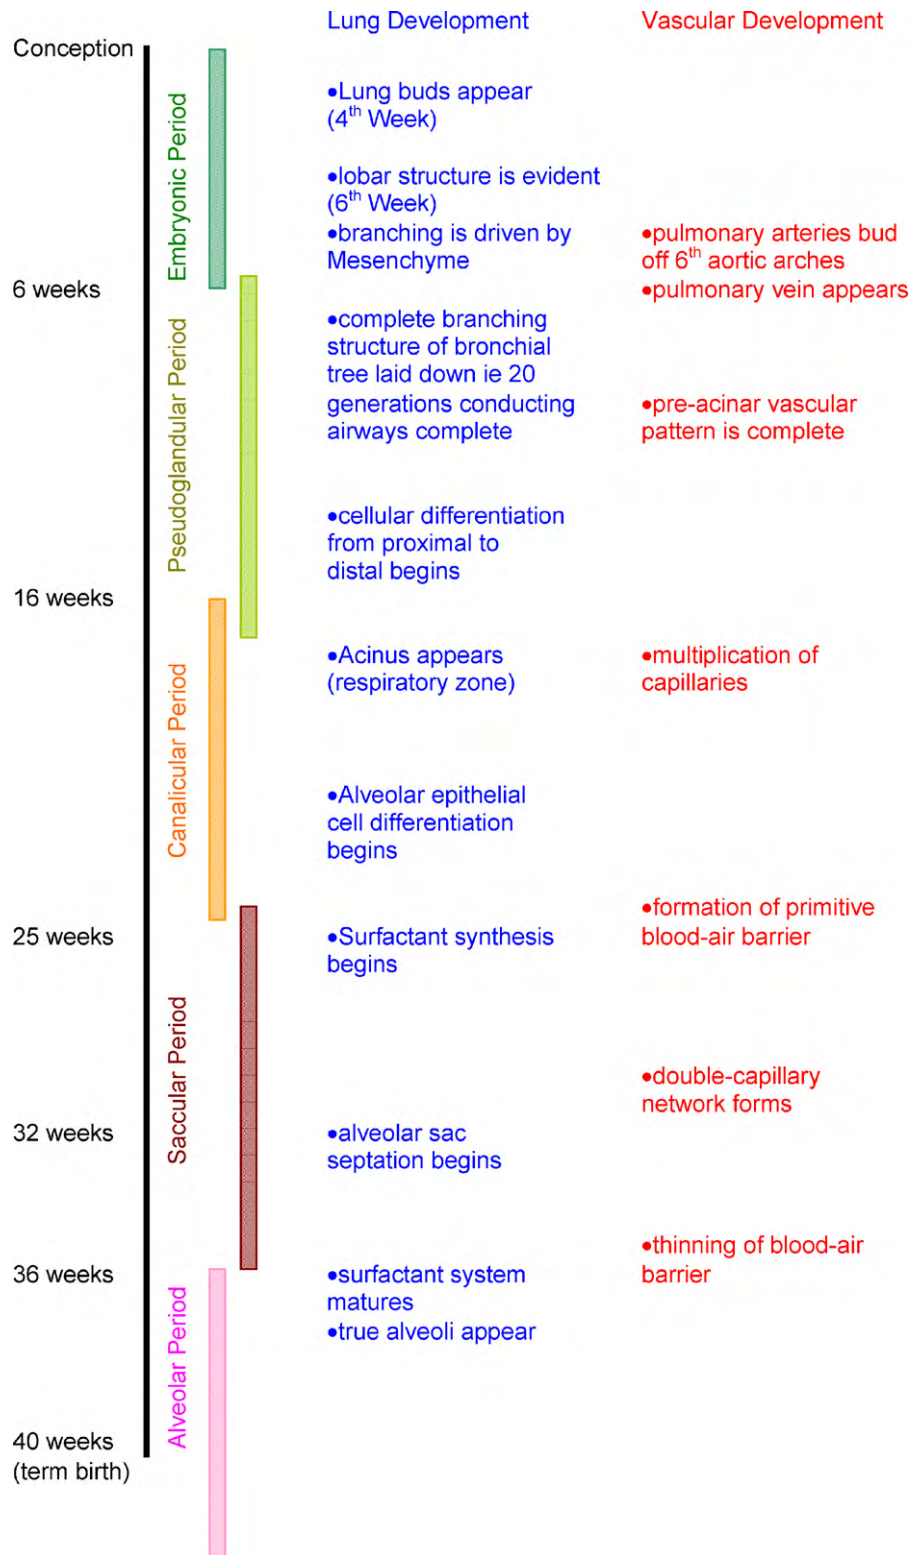 Lung Development
Vascular Development
Conception
Embryonic Period
•Lung buds appear
(4th Week)
•lobar structure is evident
(6th Week)
•branching is driven by
Mesenchyme
•pulmonary arteries bud
off 6th aortic arches
•pulmonary vein appears
6 weeks
Pseudoglandular Period
•complete branching
structure of bronchial
tree laid down ie 20
generations conducting
airways complete
•pre-acinar vascular
pattern is complete
•cellular differentiation
from proximal to
distal begins
16 weeks
Canalicular Period
•Acinus appears
(respiratory zone)
•multiplication of
capillaries
•Alveolar epithelial
cell differentiation
begins
•formation of primitive
blood-air barrier
25 weeks
•Surfactant synthesis
begins
Saccular Period
•double-capillary
network forms
32 weeks
•alveolar sac
septation begins
•thinning of blood-air
barrier
36 weeks
•surfactant system
matures
•true alveoli appear
Alveolar Period
40 weeks
(term birth)